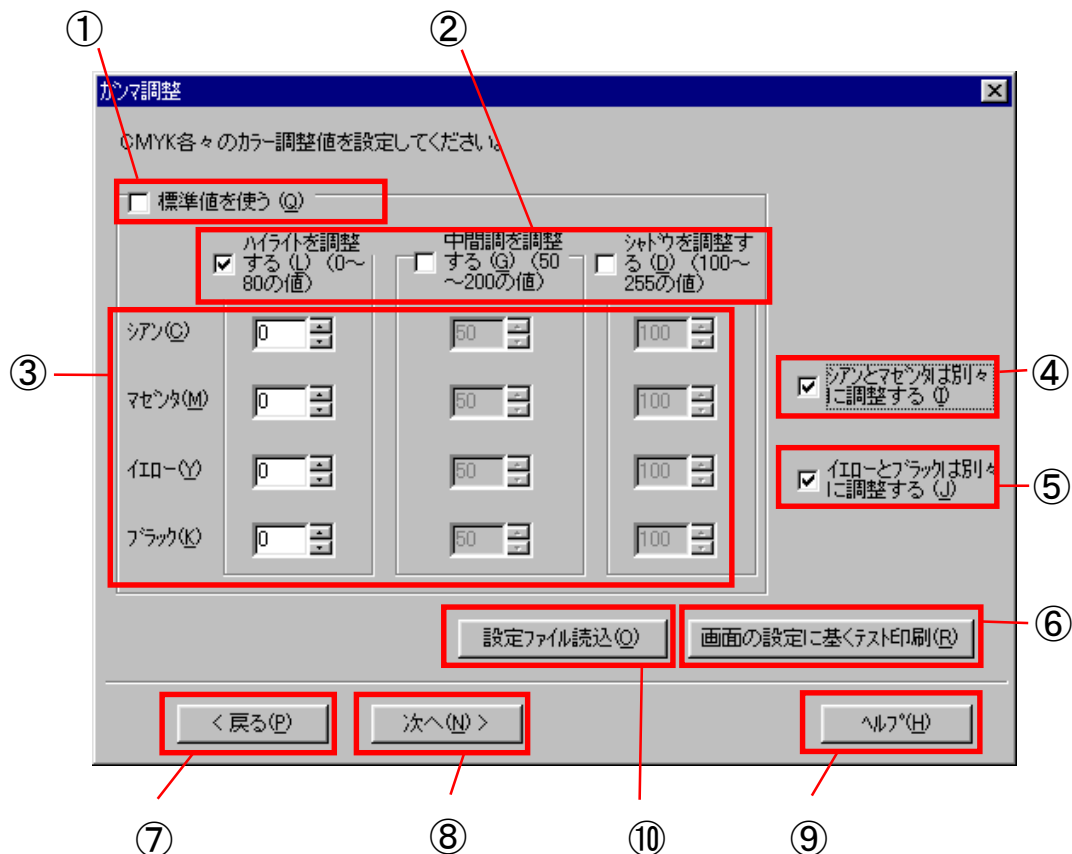 ① ②
ガンマ調整
CMYK各々のカラー調整値を設定してください。
標準値を使う (Q)
ハイライトを調整
する (L) (0～
80の値)
中間調を調整
する (G) (50
～200の値)
シャドウを調整す
る (D) (100～
255の値)
シアン(C) 0 50 100
③
シアンとマゼンタは別々
に調整する (I)
④
マゼンタ(M) 0 50 100
イエロー(Y) 0 50 100
イエローとブラックは別々
に調整する (J)
⑤
ブラック(K) 0 50 100
設定ファイル読込(O) 画面の設定に基くテスト印刷(R)
⑥
< 戻る(P) 次へ(N) > ヘルプ(H)
⑦ ⑧ ⑩ ⑨